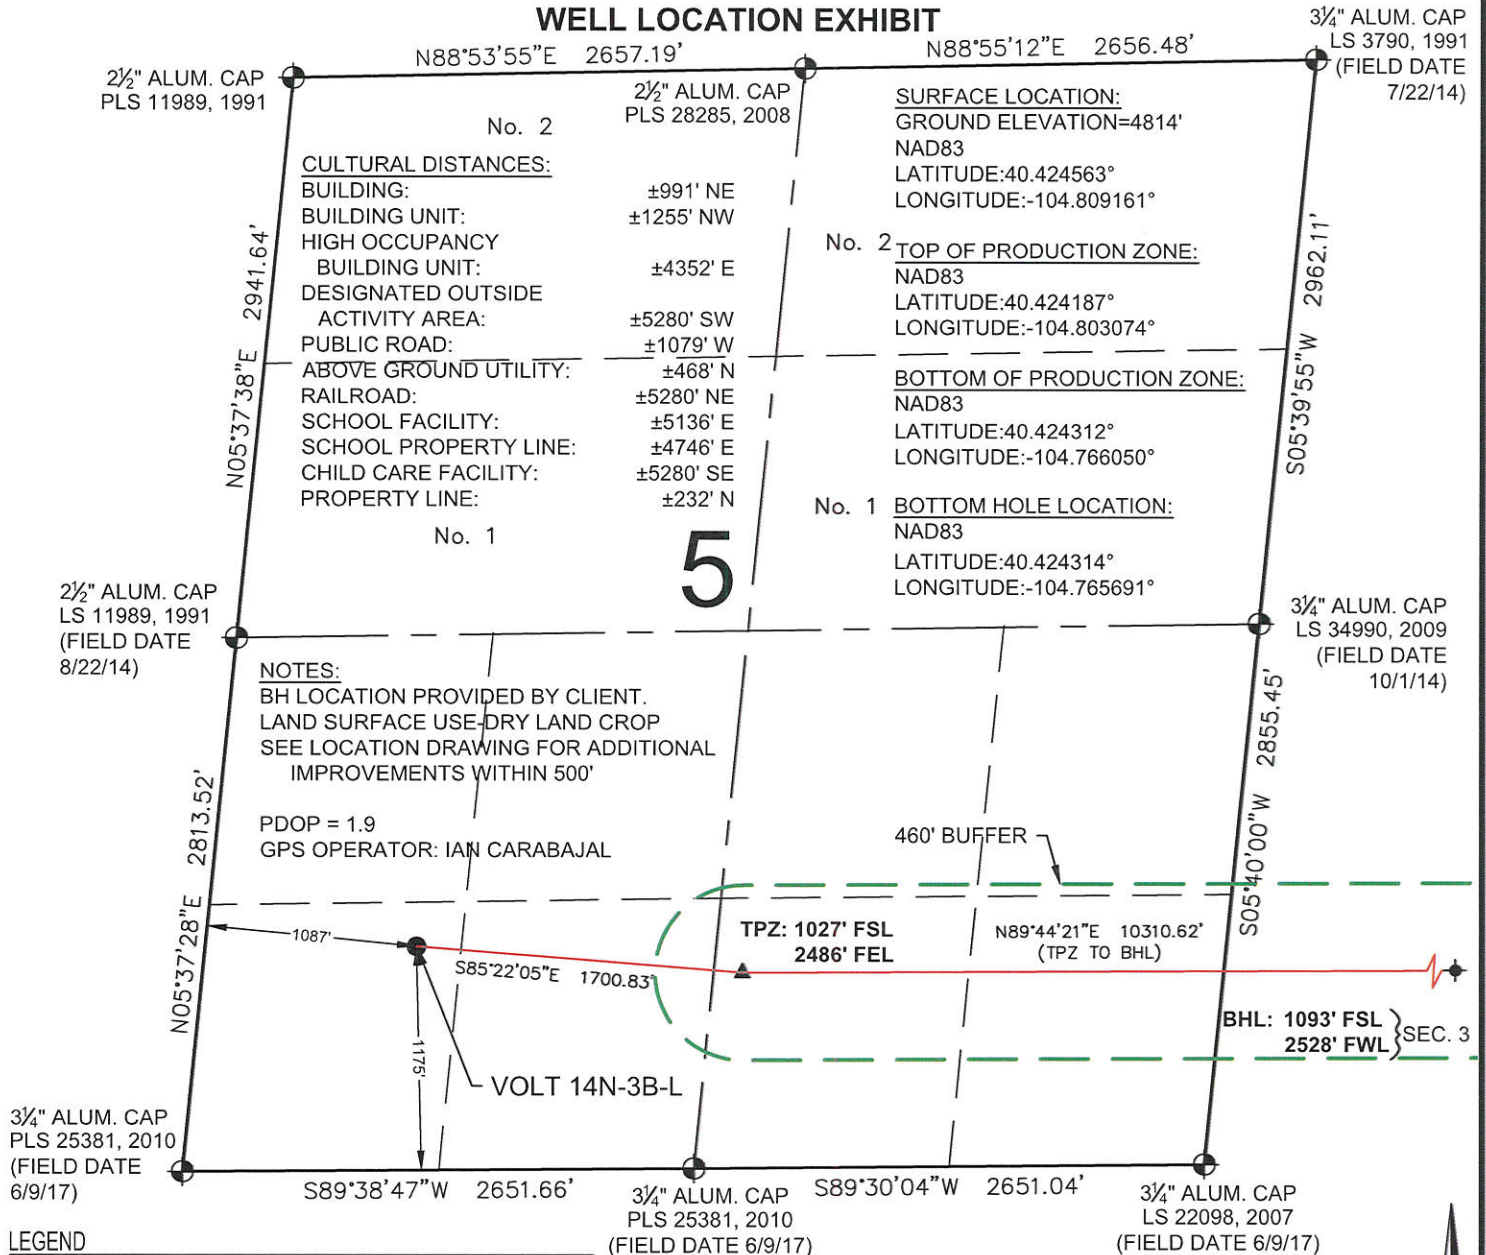 WELL LOCATION EXHIBIT
N88°53'55"E 2657.19'
N88°55'12"E 2656.48'
3¼" ALUM. CAP
LS 3790, 1991
(FIELD DATE
7/22/14)
2½" ALUM. CAP
PLS 11989, 1991
2½" ALUM. CAP
PLS 28285, 2008
No. 2
CULTURAL DISTANCES:
BUILDING: ±991' NE
BUILDING UNIT: ±1255' NW
HIGH OCCUPANCY
BUILDING UNIT: ±4352' E
DESIGNATED OUTSIDE
ACTIVITY AREA: ±5280' SW
PUBLIC ROAD: ±1079' W
ABOVE GROUND UTILITY: ±468' N
RAILROAD: ±5280' NE
SCHOOL FACILITY: ±5136' E
SCHOOL PROPERTY LINE: ±4746' E
CHILD CARE FACILITY: ±5280' SE
PROPERTY LINE: ±232' N
No. 1
5
SURFACE LOCATION:
GROUND ELEVATION=4814'
NAD83
LATITUDE:40.424563°
LONGITUDE:-104.809161°
No. 2
TOP OF PRODUCTION ZONE:
NAD83
LATITUDE:40.424187°
LONGITUDE:-104.803074°
BOTTOM OF PRODUCTION ZONE:
NAD83
LATITUDE:40.424312°
LONGITUDE:-104.766050°
No. 1
BOTTOM HOLE LOCATION:
NAD83
LATITUDE:40.424314°
LONGITUDE:-104.765691°
N05°37'38"E 2941.64'
S05°39'55"W 2962.11'
2½" ALUM. CAP
LS 11989, 1991
(FIELD DATE
8/22/14)
3¼" ALUM. CAP
LS 34990, 2009
(FIELD DATE
10/1/14)
NOTES:
BH LOCATION PROVIDED BY CLIENT.
LAND SURFACE USE-DRY LAND CROP
SEE LOCATION DRAWING FOR ADDITIONAL
IMPROVEMENTS WITHIN 500'
PDOP = 1.9
GPS OPERATOR: IAN CARABAJAL
N05°37'28"E 2813.52'
S05°40'00"W 2855.45'
460' BUFFER
1087'
S85°22'05"E 1700.83'
TPZ: 1027' FSL
2486' FEL
N89°44'21"E 10310.62'
(TPZ TO BHL)
BHL: 1093' FSL
2528' FWL
SEC. 3
1175'
VOLT 14N-3B-L
3¼" ALUM. CAP
PLS 25381, 2010
(FIELD DATE
6/9/17)
S89°38'47"W 2651.66'
3¼" ALUM. CAP
PLS 25381, 2010
(FIELD DATE 6/9/17)
S89°30'04"W 2651.04'
3¼" ALUM. CAP
LS 22098, 2007
(FIELD DATE 6/9/17)
LEGEND